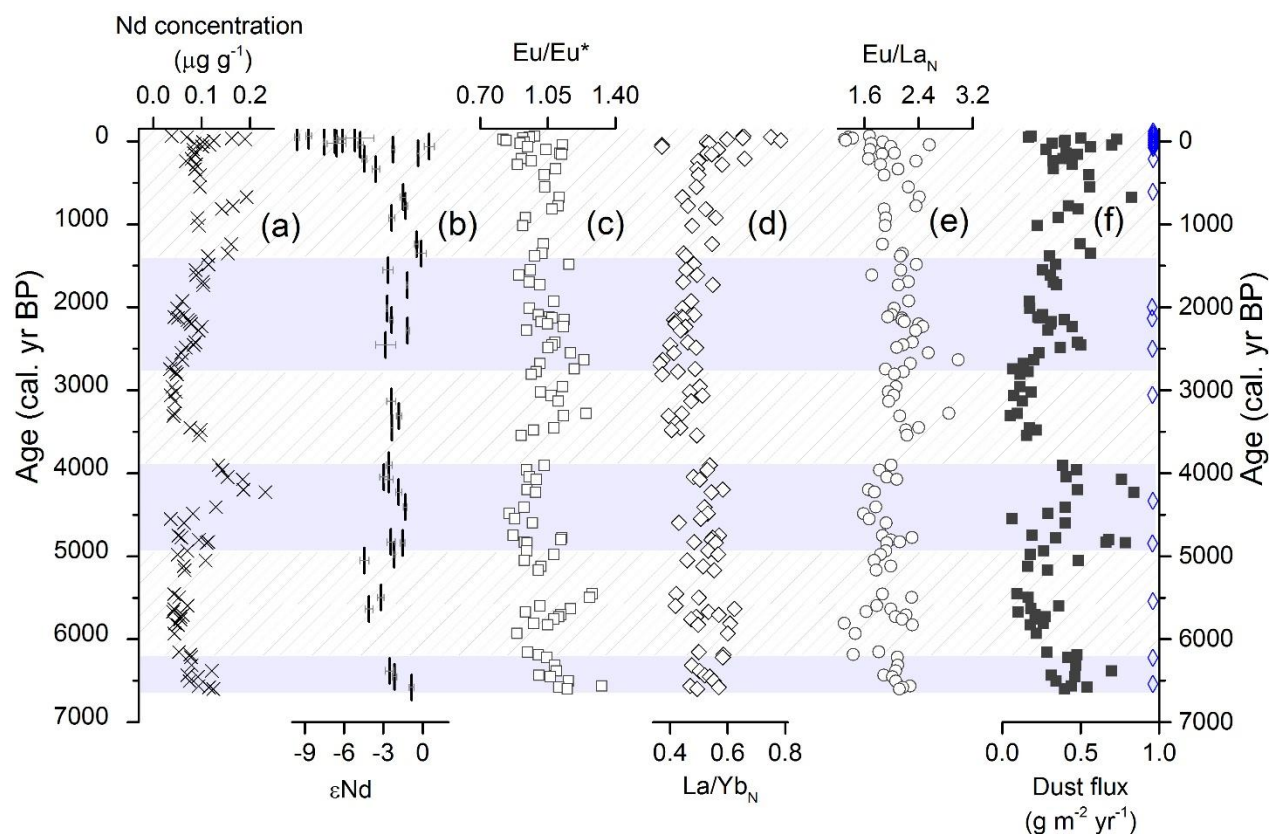 Nd concentration
(μg g⁻¹)
0.0 0.1 0.2
Eu/Eu*
0.70 1.05 1.40
Eu/La_N
1.6 2.4 3.2
Age (cal. yr BP)
0
1000
2000
3000
4000
5000
6000
7000
(a) (b) (c) (d) (e) (f)
0
1000
2000
3000
4000
5000
6000
7000
Age (cal. yr BP)
-9 -6 -3 0
εNd
0.4 0.6 0.8
La/Yb_N
0.0 0.5 1.0
Dust flux
(g m⁻² yr⁻¹)